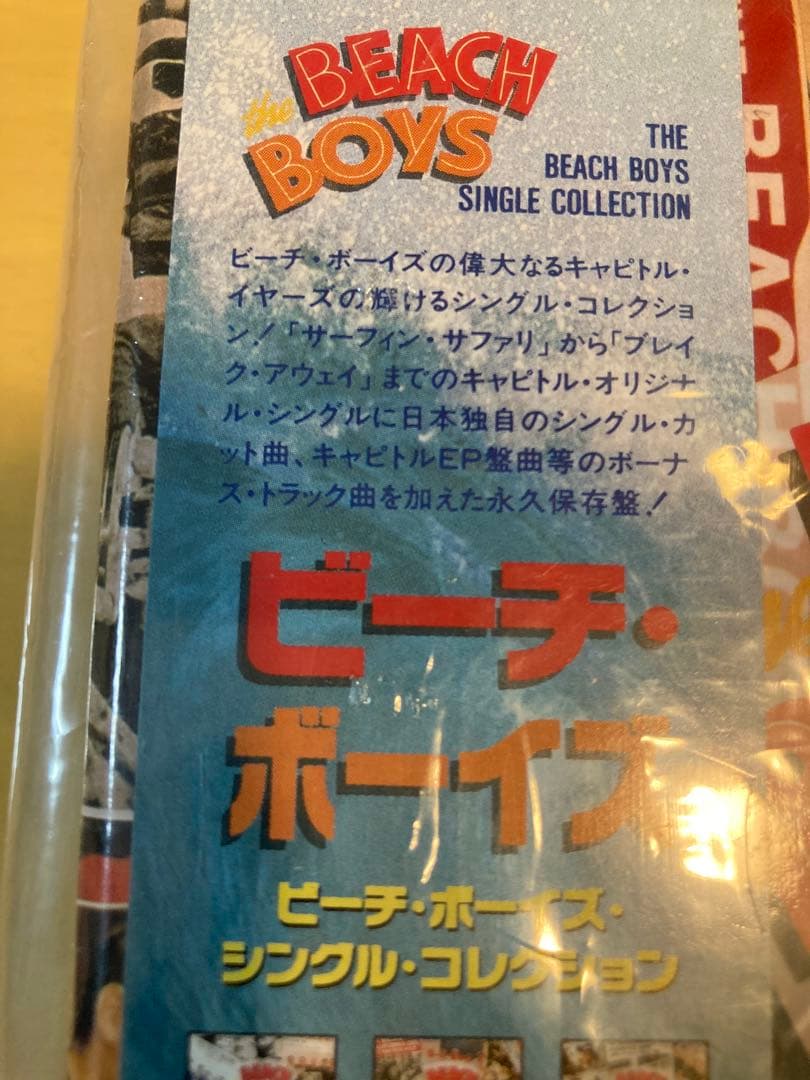 the BEACH
BOYS
THE
BEACH BOYS
SINGLE COLLECTION
ビーチ・ボーイズの偉大なるキャピトル・
イヤーズの輝けるシングル・コレクショ
ン!「サーフィン・サファリ」から「ブレイ
ク・アウェイ」までのキャピトル・オリジナ
ル・シングルに日本独自のシングル・カ
ット曲、キャピトルEP盤曲等のボーナ
ス・トラック曲を加えた永久保存盤!
ビーチ・
ボーイズ
ビーチ・ボーイズ・
シングル・コレクション
BEACH